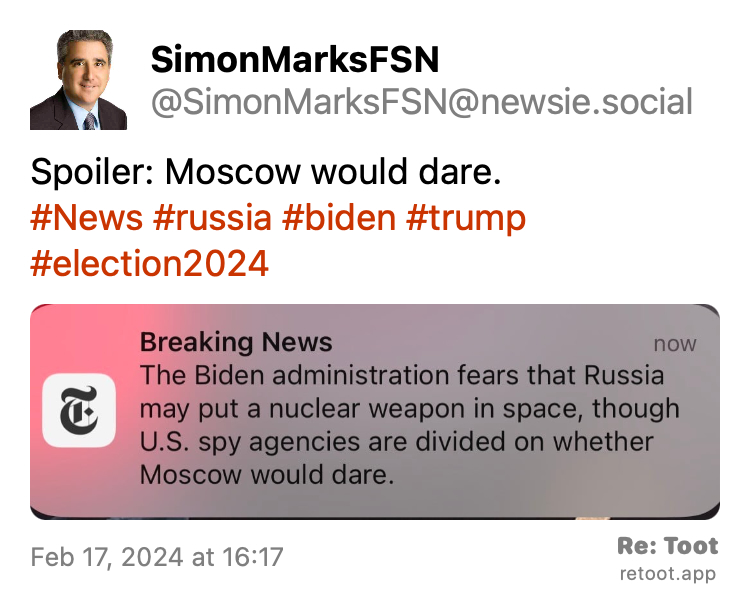 SimonMarksFSN
@SimonMarksFSN@newsie.social
Spoiler: Moscow would dare.
#News #russia #biden #trump
#election2024
Breaking News
now
The Biden administration fears that Russia
may put a nuclear weapon in space, though
U.S. spy agencies are divided on whether
Moscow would dare.
Feb 17, 2024 at 16:17
Re: Toot
retoot.app